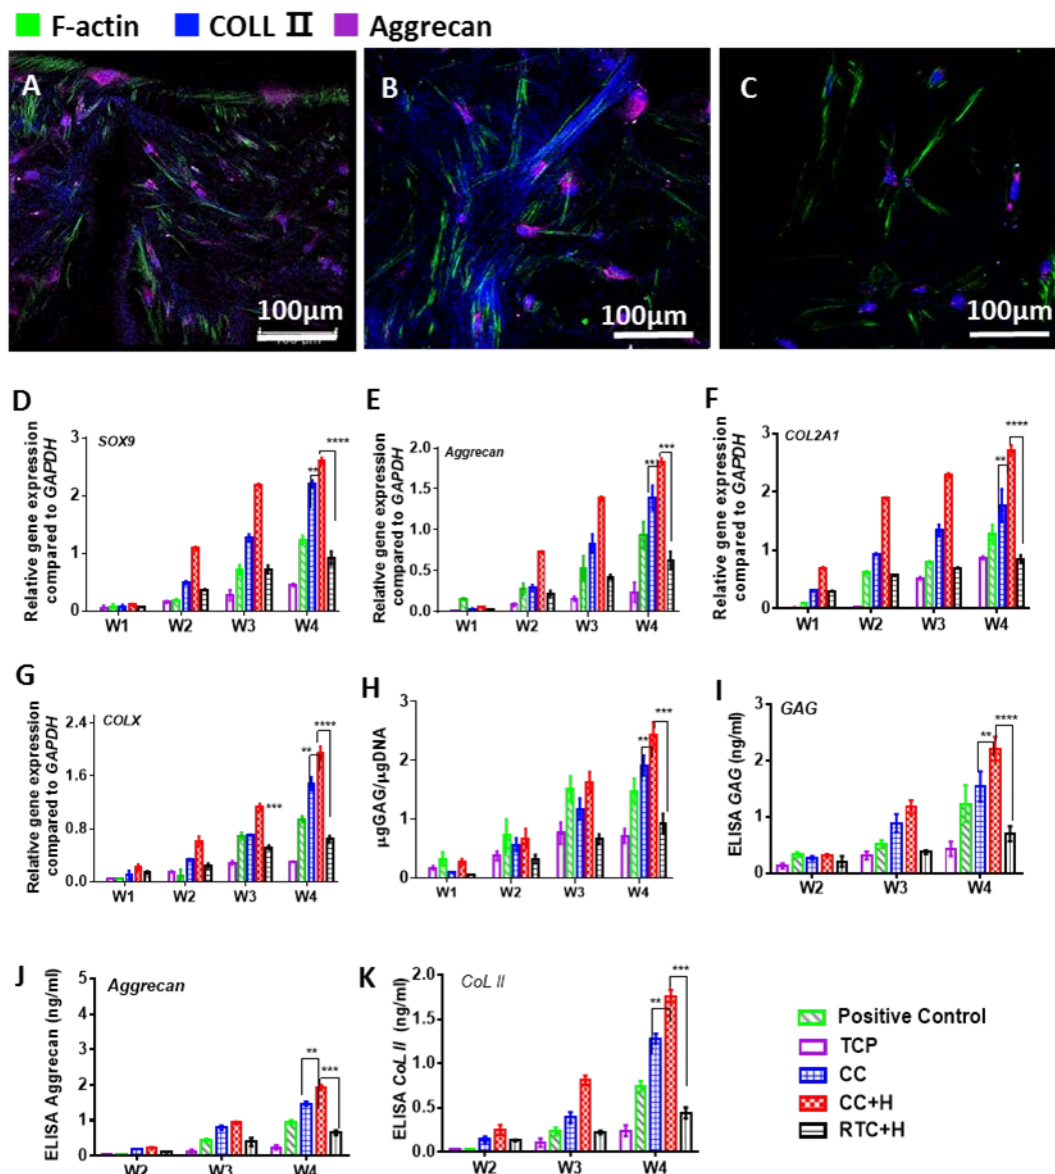 F-actin COLL II Aggrecan
A B C
100μm 100μm 100μm
D
Relative gene expression
compared to GAPDH
SOX9
3
2
1
0
**
****
W1 W2 W3 W4
E
Relative gene expression
compared to GAPDH
Aggrecan
2.0
1.5
1.0
0.5
0.0
**
***
W1 W2 W3 W4
F
Relative gene expression
compared to GAPDH
COL2A1
3
2
1
0
**
****
W1 W2 W3 W4
G
Relative gene expression
compared to GAPDH
COLX
2.4
1.6
0.8
0.0
***
**
****
W1 W2 W3 W4
H
μgGAG/μgDNA
3
2
1
0
**
***
W1 W2 W3 W4
I
ELISA GAG (ng/ml)
GAG
3
2
1
0
**
****
W2 W3 W4
J
ELISA Aggrecan (ng/ml)
Aggrecan
5
4
3
2
1
0
**
***
W2 W3 W4
K
ELISA CoL II (ng/ml)
CoL II
2.0
1.5
1.0
0.5
0.0
**
***
W2 W3 W4
Positive Control
TCP
CC
CC+H
RTC+H